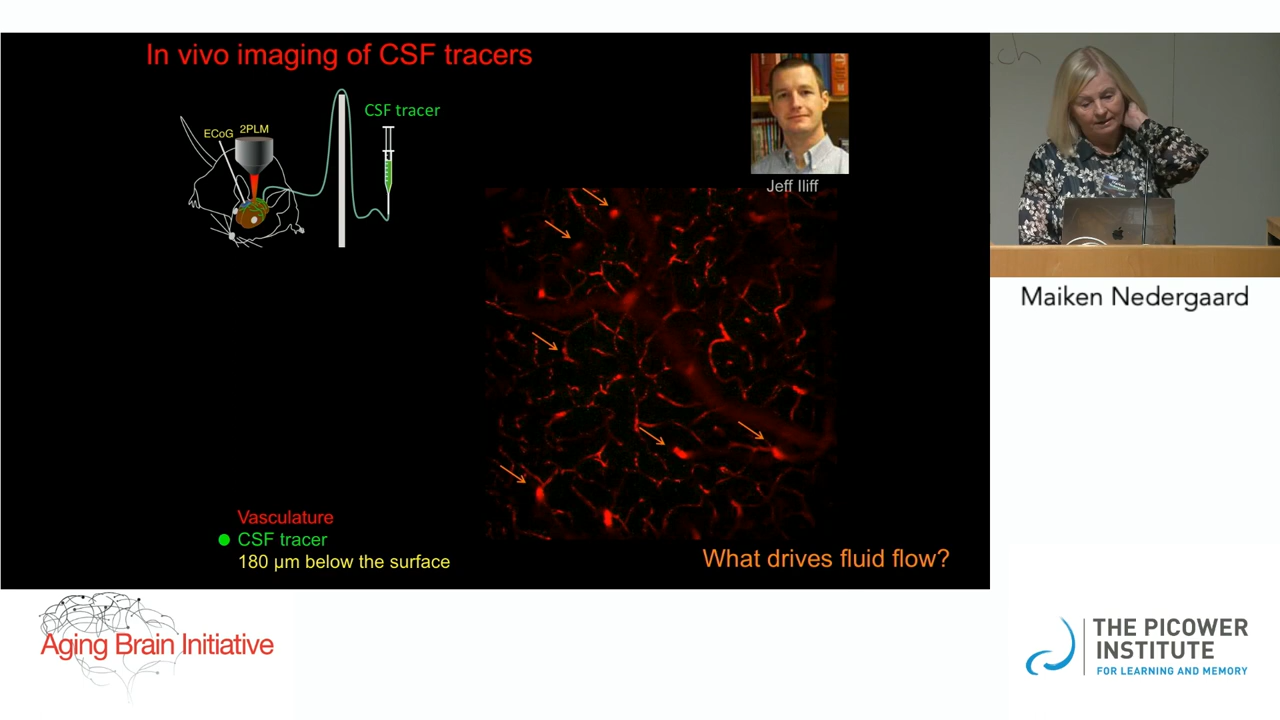 In vivo imaging of CSF tracers
CSF tracer
ECoG 2PLM
Jeff Iliff
Vasculature
CSF tracer
180 µm below the surface
What drives fluid flow?
Maiken Nedergaard
Aging Brain Initiative
THE PICOWER
INSTITUTE
FOR LEARNING AND MEMORY